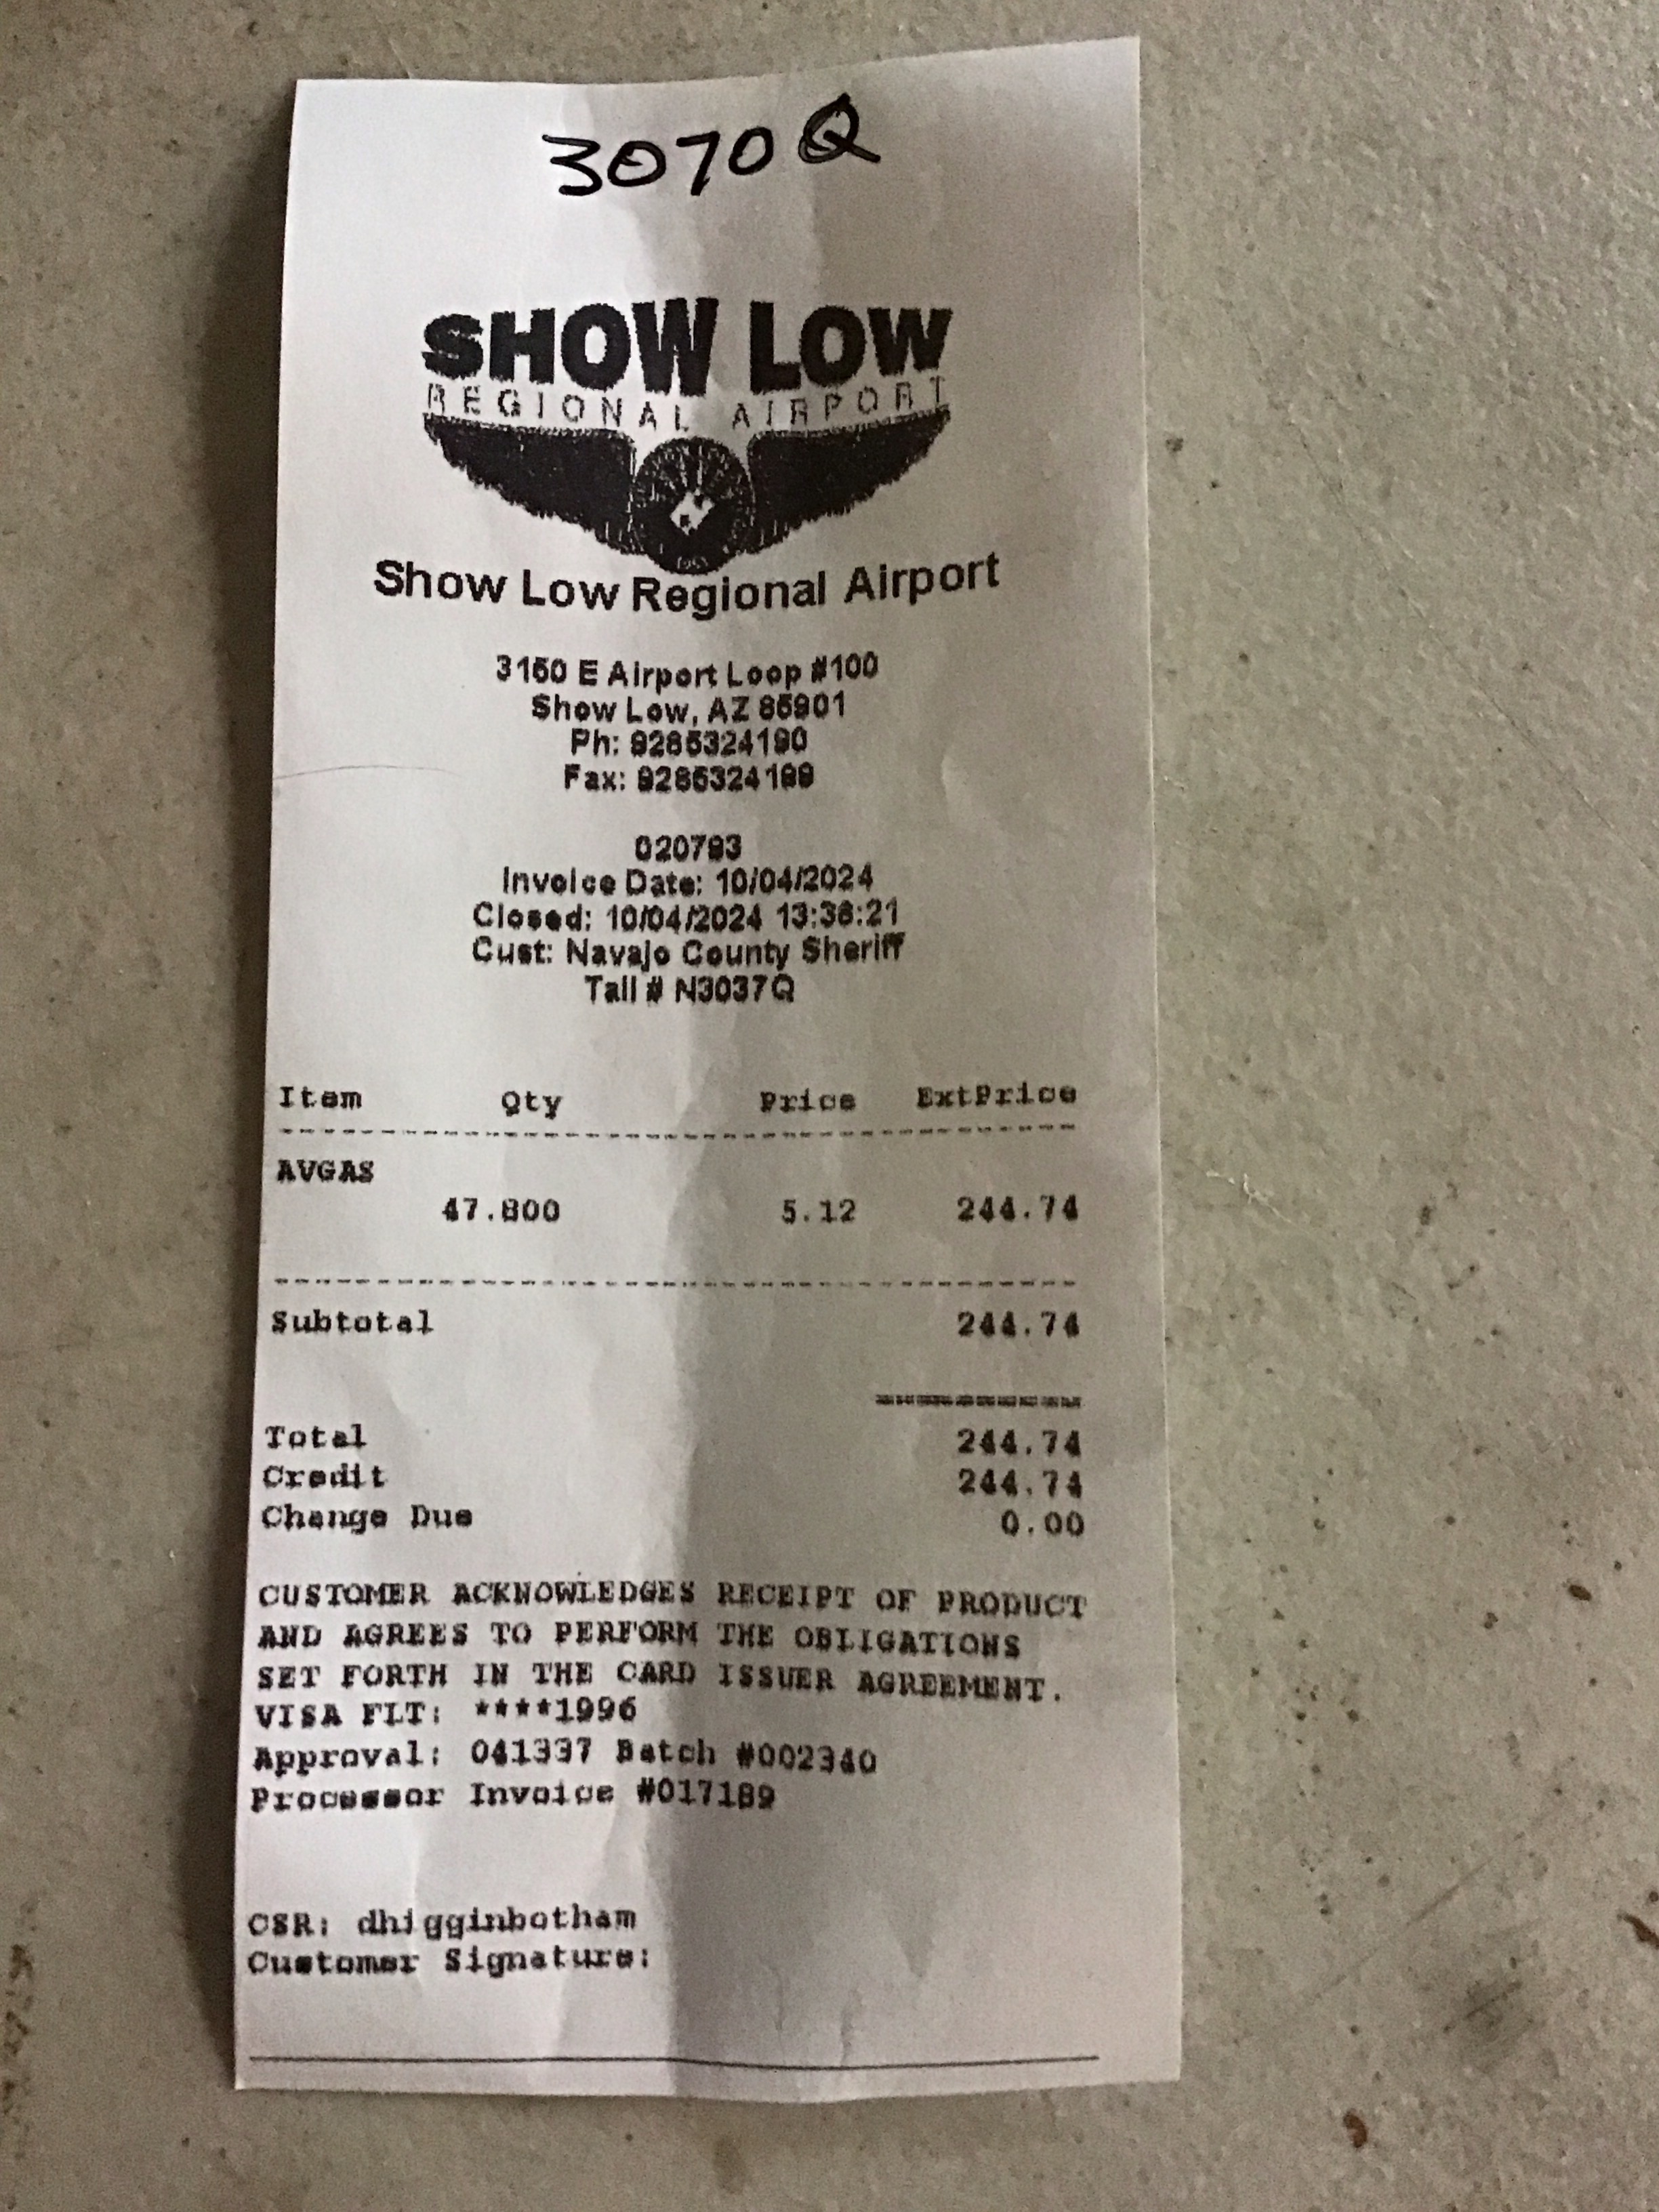 3070Q
SHOW LOW
REGIONAL AIRPORT
Show Low Regional Airport
3150 E Airport Loop #100
Show Low, AZ 85901
Ph: 9285324190
Fax: 9285324199
020793
Invoice Date: 10/04/2024
Closed: 10/04/2024 13:36:21
Cust: Navajo County Sheriff
Tail # N3037Q
Item Qty Price ExtPrice
AVGAS
47.800 5.12 244.74
Subtotal 244.74
Total 244.74
Credit 244.74
Change Due 0.00
CUSTOMER ACKNOWLEDGES RECEIPT OF PRODUCT
AND AGREES TO PERFORM THE OBLIGATIONS
SET FORTH IN THE CARD ISSUER AGREEMENT.
VISA FLT: ****1996
Approval: 041337 Batch #002340
Processor Invoice #017189
CSR: dhigginbotham
Customer Signature: